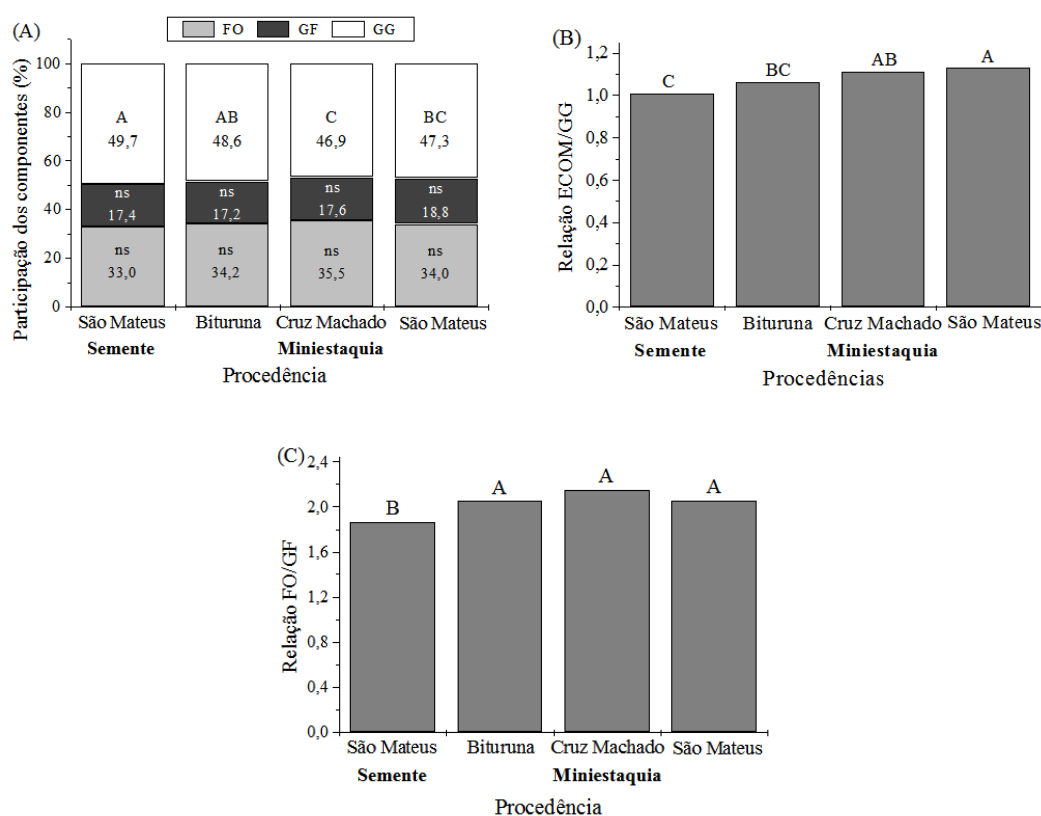 (A)
FO GF GG
Participação dos componentes (%)
100
80
60
40
20
0
A AB C BC
49,7 48,6 46,9 47,3
ns ns ns ns
17,4 17,2 17,6 18,8
ns ns ns ns
33,0 34,2 35,5 34,0
São Mateus Bituruna Cruz Machado São Mateus
Semente Miniestaquia
Procedência
(B)
Relação ECOM/GG
1,2
1,0
0,8
0,6
0,4
0,2
0,0
C BC AB A
São Mateus Bituruna Cruz Machado São Mateus
Semente Miniestaquia
Procedências
(C)
Relação FO/GF
2,4
2,0
1,6
1,2
0,8
0,4
0,0
B A A A
São Mateus Bituruna Cruz Machado São Mateus
Semente Miniestaquia
Procedência